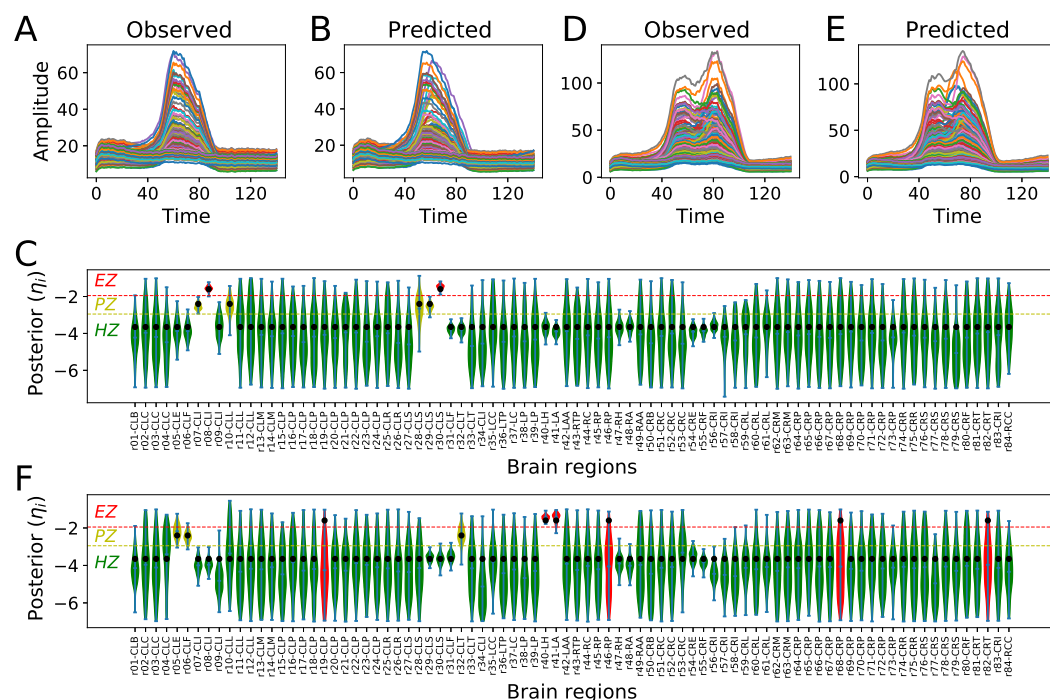 A Observed B Predicted D Observed E Predicted
Amplitude
60
40
20
0 40 80 120
Time
60
40
20
0 40 80 120
Time
100
50
0
0 40 80 120
Time
100
50
0
0 40 80 120
Time
C
Posterior (ηi)
−2
−4
−6
EZ
PZ
HZ
r01-CLB r02-CLC r03-CLC r04-CLC r05-CLE r06-CLF r07-CLI r08-CLI r09-CLI r10-CLL r11-CLL r12-CLL r13-CLM r14-CLM r15-CLP r16-CLP r17-CLP r18-CLP r19-CLP r20-CLP r21-CLP r22-CLP r23-CLP r24-CLP r25-CLR r26-CLR r27-CLS r28-CLS r29-CLS r30-CLS r31-CLF r32-CLT r33-CLT r34-CLI r35-LCC r36-LTP r37-LC r38-LP r39-LP r40-LH r41-LA r42-LAA r43-RTP r44-RC r45-RP r46-RP r47-RH r48-RA r49-RAA r50-CRB r51-CRC r52-CRC r53-CRC r54-CRE r55-CRF r56-CRI r57-CRI r58-CRI r59-CRL r60-CRL r61-CRL r62-CRM r63-CRM r64-CRP r65-CRP r66-CRP r67-CRP r68-CRP r69-CRP r70-CRP r71-CRP r72-CRP r73-CRP r74-CRR r75-CRR r76-CRS r77-CRS r78-CRS r79-CRS r80-CRF r81-CRT r82-CRT r83-CRI r84-RCC
Brain regions
F
Posterior (ηi)
−2
−4
−6
EZ
PZ
HZ
r01-CLB r02-CLC r03-CLC r04-CLC r05-CLE r06-CLF r07-CLI r08-CLI r09-CLI r10-CLL r11-CLL r12-CLL r13-CLM r14-CLM r15-CLP r16-CLP r17-CLP r18-CLP r19-CLP r20-CLP r21-CLP r22-CLP r23-CLP r24-CLP r25-CLR r26-CLR r27-CLS r28-CLS r29-CLS r30-CLS r31-CLF r32-CLT r33-CLT r34-CLI r35-LCC r36-LTP r37-LC r38-LP r39-LP r40-LH r41-LA r42-LAA r43-RTP r44-RC r45-RP r46-RP r47-RH r48-RA r49-RAA r50-CRB r51-CRC r52-CRC r53-CRC r54-CRE r55-CRF r56-CRI r57-CRI r58-CRI r59-CRL r60-CRL r61-CRL r62-CRM r63-CRM r64-CRP r65-CRP r66-CRP r67-CRP r68-CRP r69-CRP r70-CRP r71-CRP r72-CRP r73-CRP r74-CRR r75-CRR r76-CRS r77-CRS r78-CRS r79-CRS r80-CRF r81-CRT r82-CRT r83-CRI r84-RCC
Brain regions